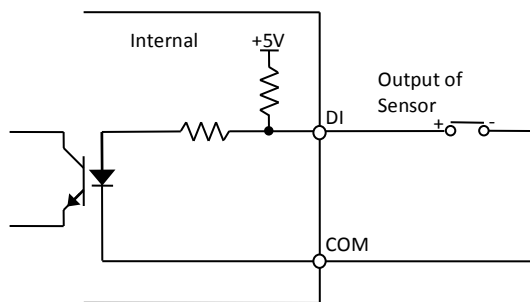 Internal
+5V
Output of
Sensor
DI
+ -
COM